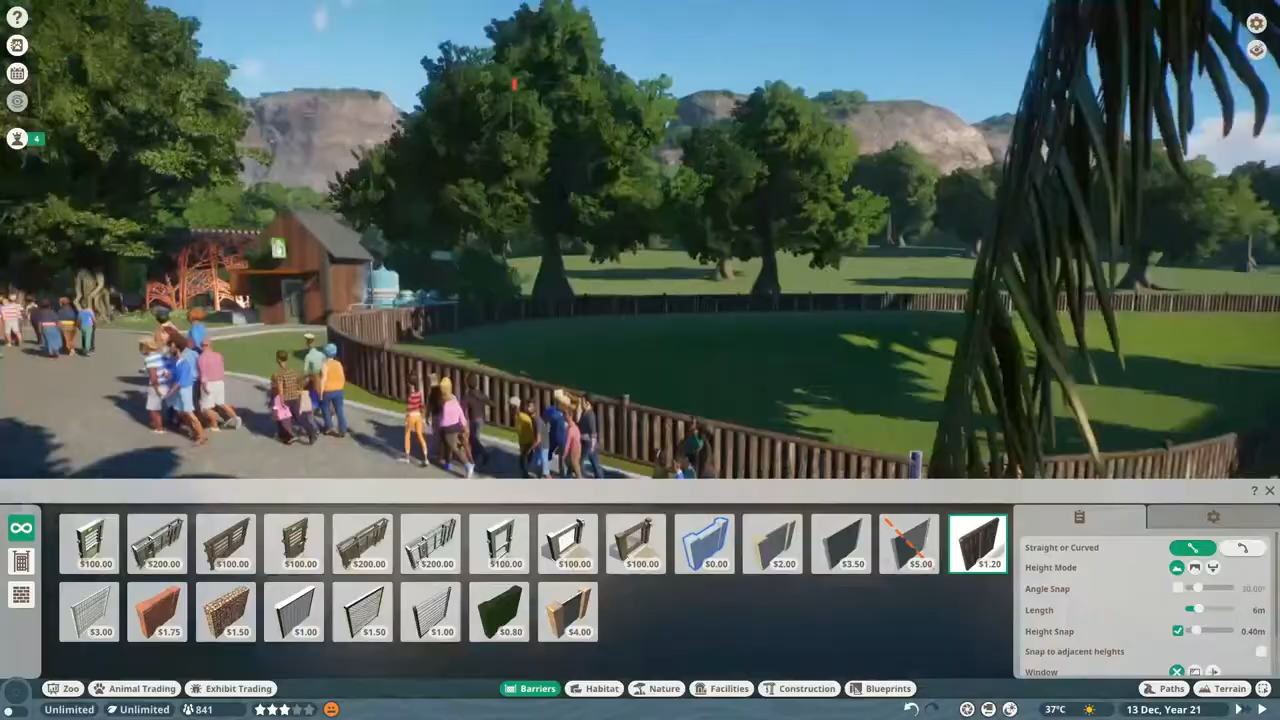 ?
4
?
$100.00 $200.00 $100.00 $100.00 $200.00 $200.00 $100.00 $100.00 $100.00 $0.00 $2.00 $3.50 $5.00 $1.20
$3.00 $1.75 $1.50 $1.00 $1.50 $1.00 $0.80 $4.00
Straight or Curved
Height Mode
Angle Snap 30.00°
Length 6m
Height Snap 0.40m
Snap to adjacent heights
Window
Zoo Animal Trading Exhibit Trading Barriers Habitat Nature Facilities Construction Blueprints Paths Terrain
Unlimited Unlimited 841 37°C 13 Dec, Year 21